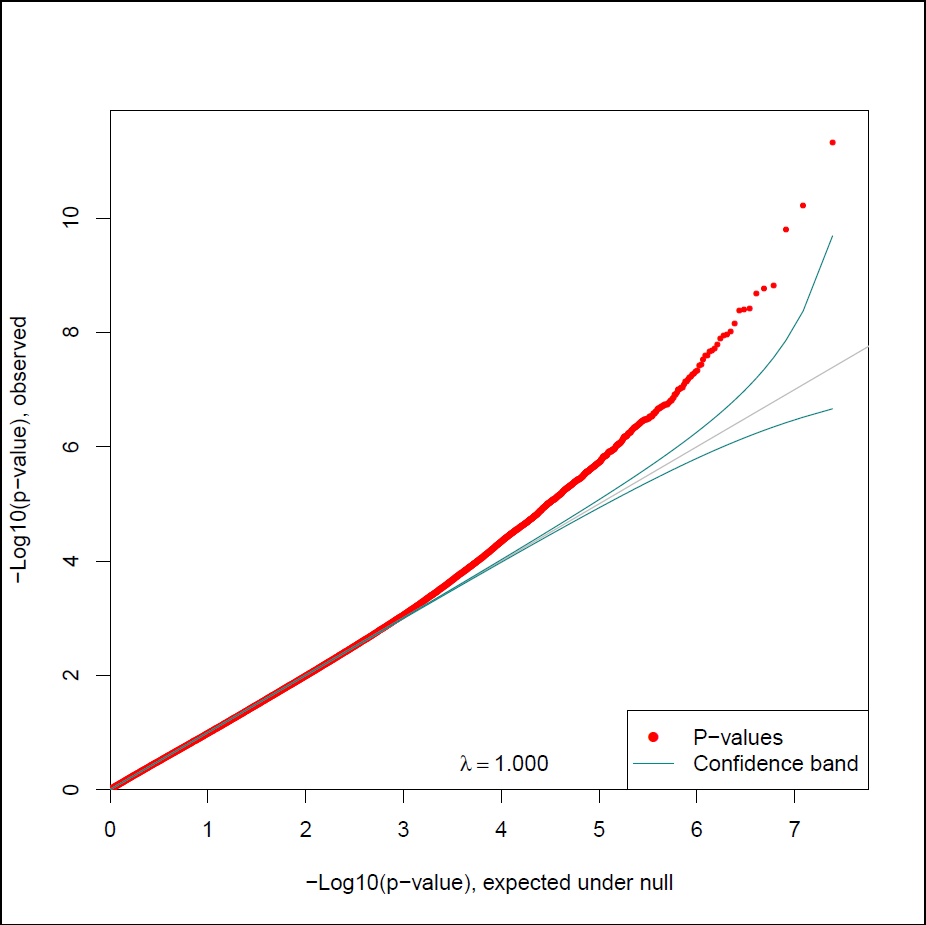 −Log10(p−value), observed
10
8
6
4
2
0
λ = 1.000
P−values
Confidence band
0 1 2 3 4 5 6 7
−Log10(p−value), expected under null